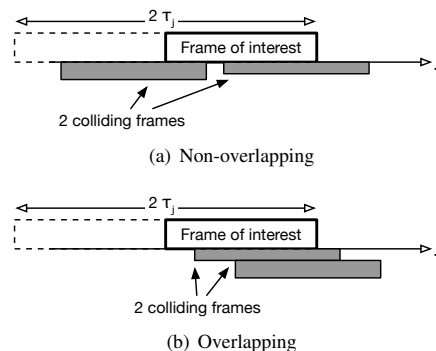 2 τj
Frame of interest
2 colliding frames
(a) Non-overlapping
2 τj
Frame of interest
2 colliding frames
(b) Overlapping